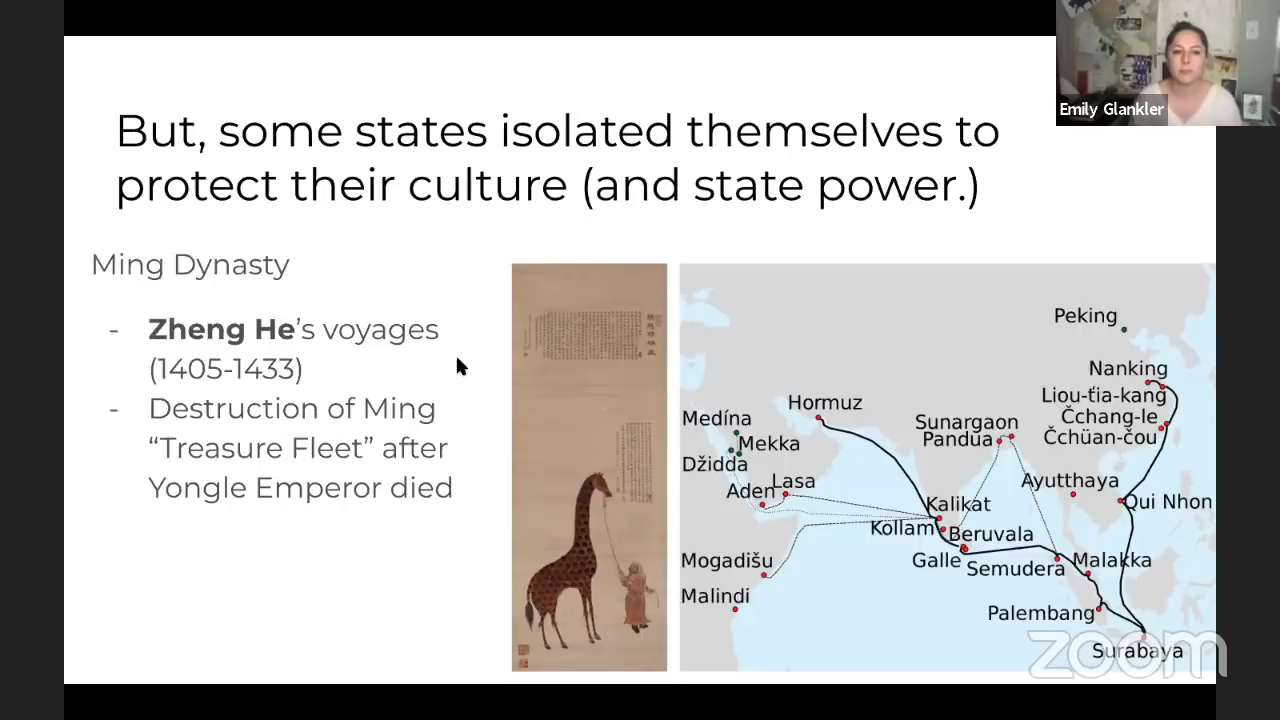 Emily Glankler
But, some states isolated themselves to
protect their culture (and state power.)
Ming Dynasty
- Zheng He’s voyages
(1405-1433)
- Destruction of Ming
“Treasure Fleet” after
Yongle Emperor died
Peking
Nanking
Liou-ťia-kang
Čchang-le
Čchüan-čou
Hormuz
Sunargaon
Pandua
Medína
Mekka
Džidda
Aden
Lasa
Ayutthaya
Qui Nhon
Kalikat
Kollam
Beruvala
Galle
Semudera
Malakka
Mogadišu
Malindi
Palembang
Surabaya
zoom